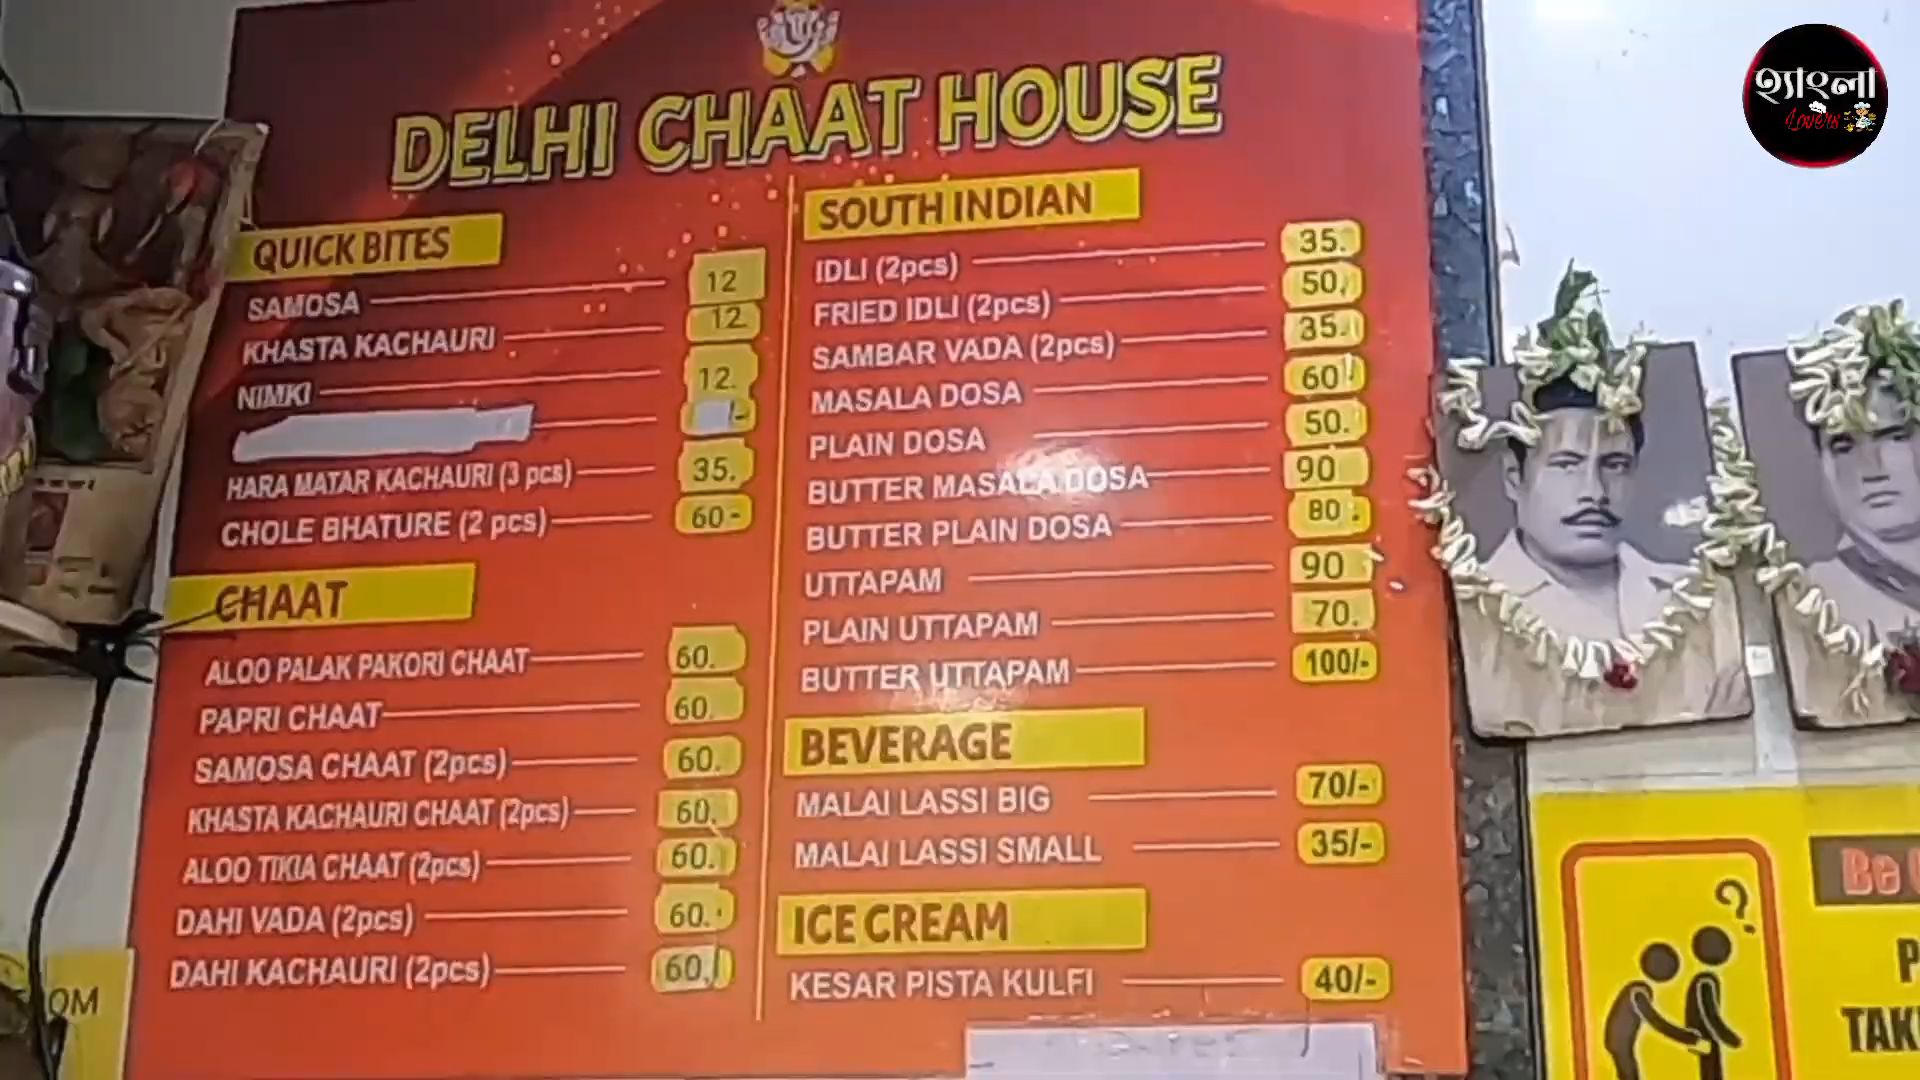 DELHI CHAAT HOUSE
QUICK BITES
SAMOSA 12
KHASTA KACHAURI 12.
NIMKI 12.
/-
HARA MATAR KACHAURI (3 pcs) 35.
CHOLE BHATURE (2 pcs) 60-
CHAAT
ALOO PALAK PAKORI CHAAT 60.
PAPRI CHAAT 60.
SAMOSA CHAAT (2pcs) 60.
KHASTA KACHAURI CHAAT (2pcs) 60.
ALOO TIKIA CHAAT (2pcs) 60.
DAHI VADA (2pcs) 60.
DAHI KACHAURI (2pcs) 60.
SOUTH INDIAN
IDLI (2pcs) 35.
FRIED IDLI (2pcs) 50,
SAMBAR VADA (2pcs) 35.
MASALA DOSA 60
PLAIN DOSA 50.
BUTTER MASALA DOSA 90
BUTTER PLAIN DOSA 80.
UTTAPAM 90
PLAIN UTTAPAM 70.
BUTTER UTTAPAM 100/-
BEVERAGE
MALAI LASSI BIG 70/-
MALAI LASSI SMALL 35/-
ICE CREAM
KESAR PISTA KULFI 40/-
হ্যাংলা
Lovers
Be
TAK
OM